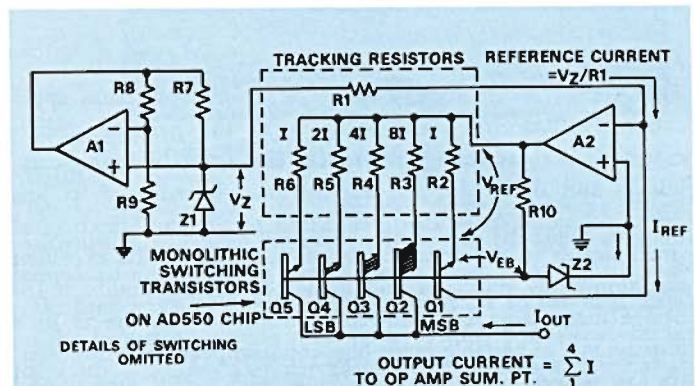 TRACKING RESISTORS
REFERENCE CURRENT
=VZ/R1
R8
R7
R1
A1
−
+
I
2I
4I
8I
I
A2
−
+
R6
R5
R4
R3
R2
VREF
R9
Z1
VZ
R10
IREF
MONOLITHIC
SWITCHING
TRANSISTORS
VEB
Z2
Q5
Q4
Q3
Q2
Q1
ON AD550 CHIP
LSB
MSB
IOUT
DETAILS OF SWITCHING
OMITTED
OUTPUT CURRENT
TO OP AMP SUM. PT.
=
4
Σ I
1